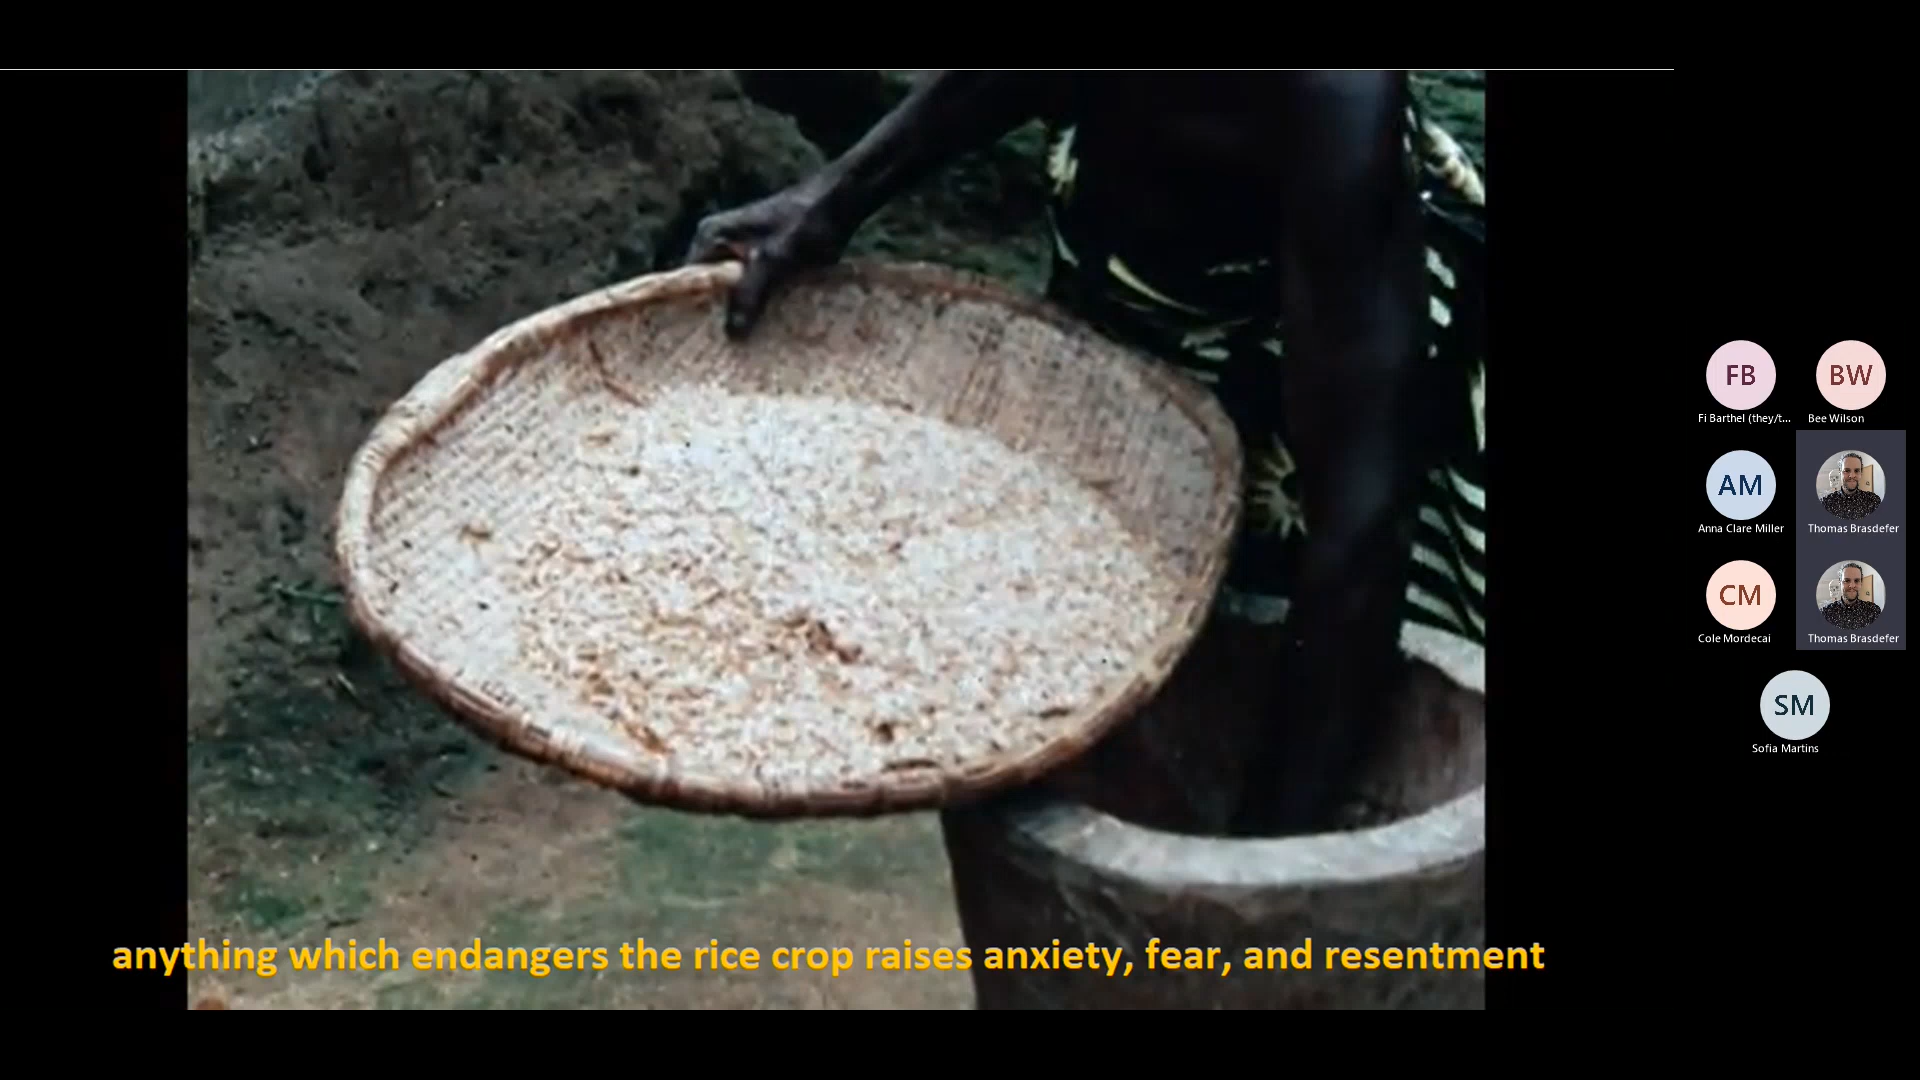 FB
BW
Fi Barthel (they/t...
Bee Wilson
AM
Anna Clare Miller
Thomas Brasdefer
CM
Cole Mordecai
Thomas Brasdefer
SM
Sofia Martins
anything which endangers the rice crop raises anxiety, fear, and resentment